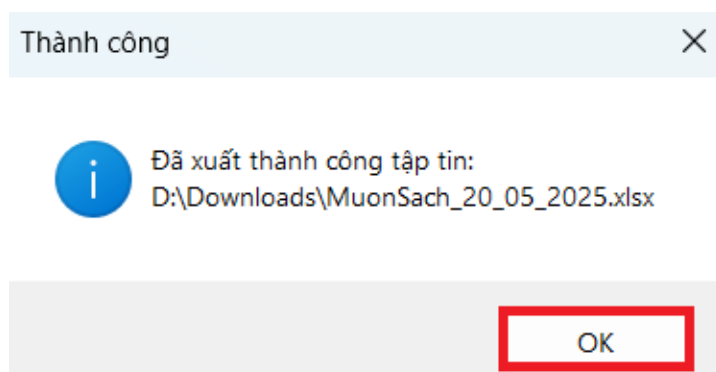 Thành công
Đã xuất thành công tập tin:
D:\Downloads\MuonSach_20_05_2025.xlsx
OK